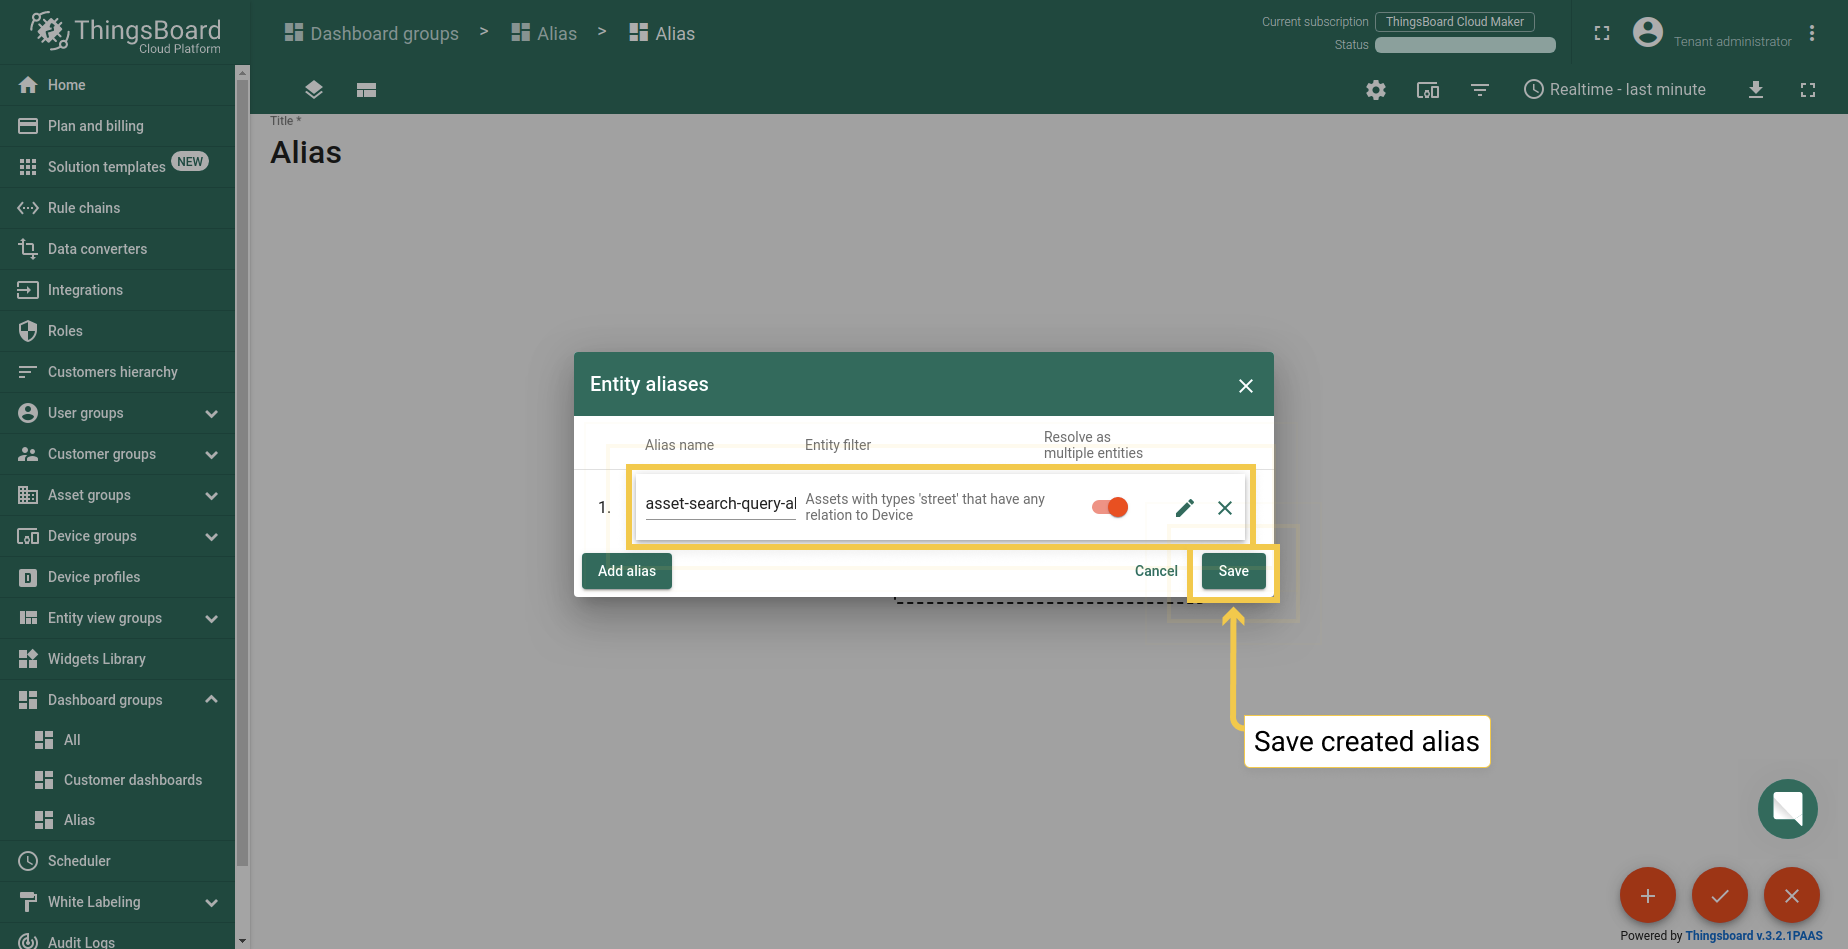 ThingsBoard
Cloud Platform
Dashboard groups > Alias > Alias
Current subscription ThingsBoard Cloud Maker
Status
Tenant administrator
Realtime - last minute
Home
Plan and billing
Solution templates NEW
Rule chains
Data converters
Integrations
Roles
Customers hierarchy
User groups
Customer groups
Asset groups
Device groups
Device profiles
Entity view groups
Widgets Library
Dashboard groups
All
Customer dashboards
Alias
Scheduler
White Labeling
Audit Logs
Title *
Alias
Entity aliases
Alias name
Entity filter
Resolve as
multiple entities
1.
asset-search-query-al
Assets with types 'street' that have any
relation to Device
Add alias
Cancel
Save
Save created alias
Powered by Thingsboard v.3.2.1PAAS